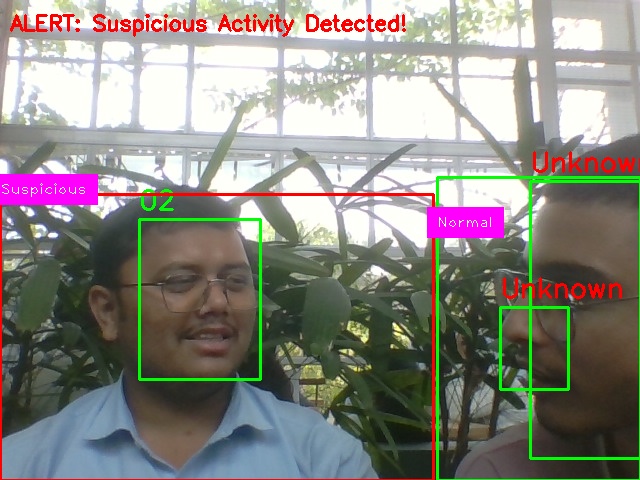 ALERT: Suspicious Activity Detected!
Unknown
Suspicious
02
Normal
Unknown